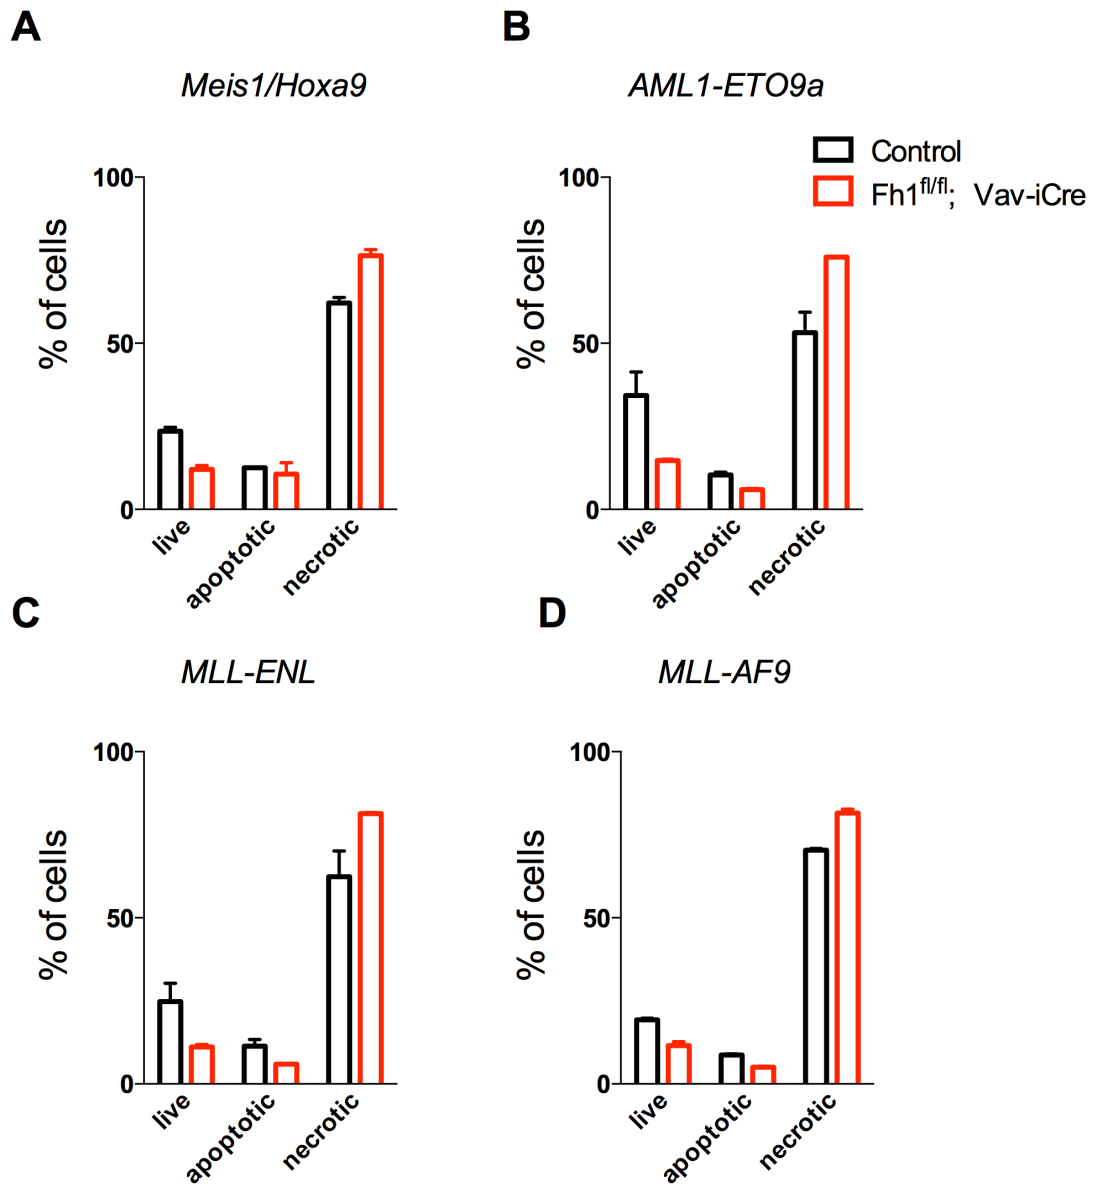 A
B
Meis1/Hoxa9
AML1-ETO9a
Control
Fh1fl/fl; Vav-iCre
% of cells
100
50
0
live
apoptotic
necrotic
% of cells
100
50
0
live
apoptotic
necrotic
C
D
MLL-ENL
MLL-AF9
% of cells
100
50
0
live
apoptotic
necrotic
% of cells
100
50
0
live
apoptotic
necrotic